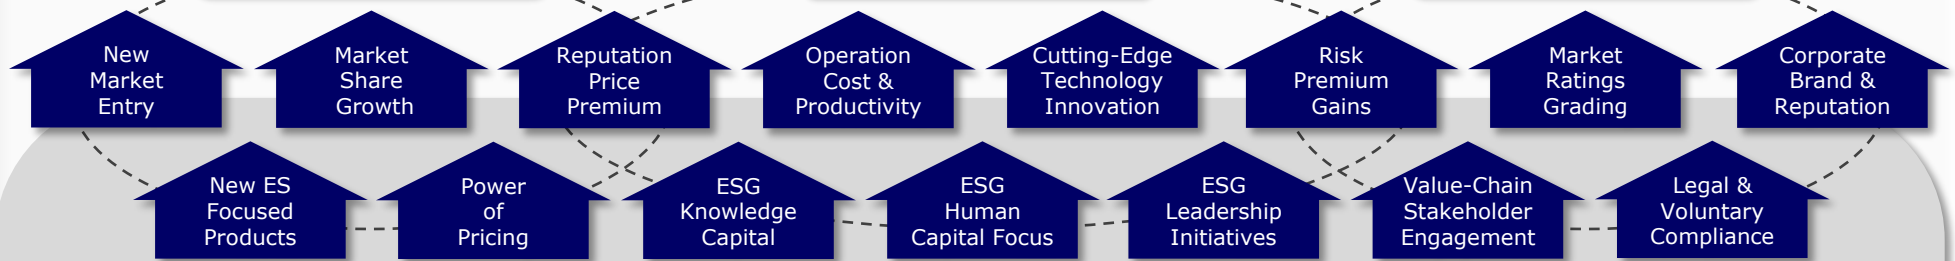 New
Market
Entry
Market
Share
Growth
Reputation
Price
Premium
Operation
Cost &
Productivity
Cutting-Edge
Technology
Innovation
Risk
Premium
Gains
Market
Ratings
Grading
Corporate
Brand &
Reputation
New ES
Focused
Products
Power
of
Pricing
ESG
Knowledge
Capital
ESG
Human
Capital Focus
ESG
Leadership
Initiatives
Value-Chain
Stakeholder
Engagement
Legal &
Voluntary
Compliance